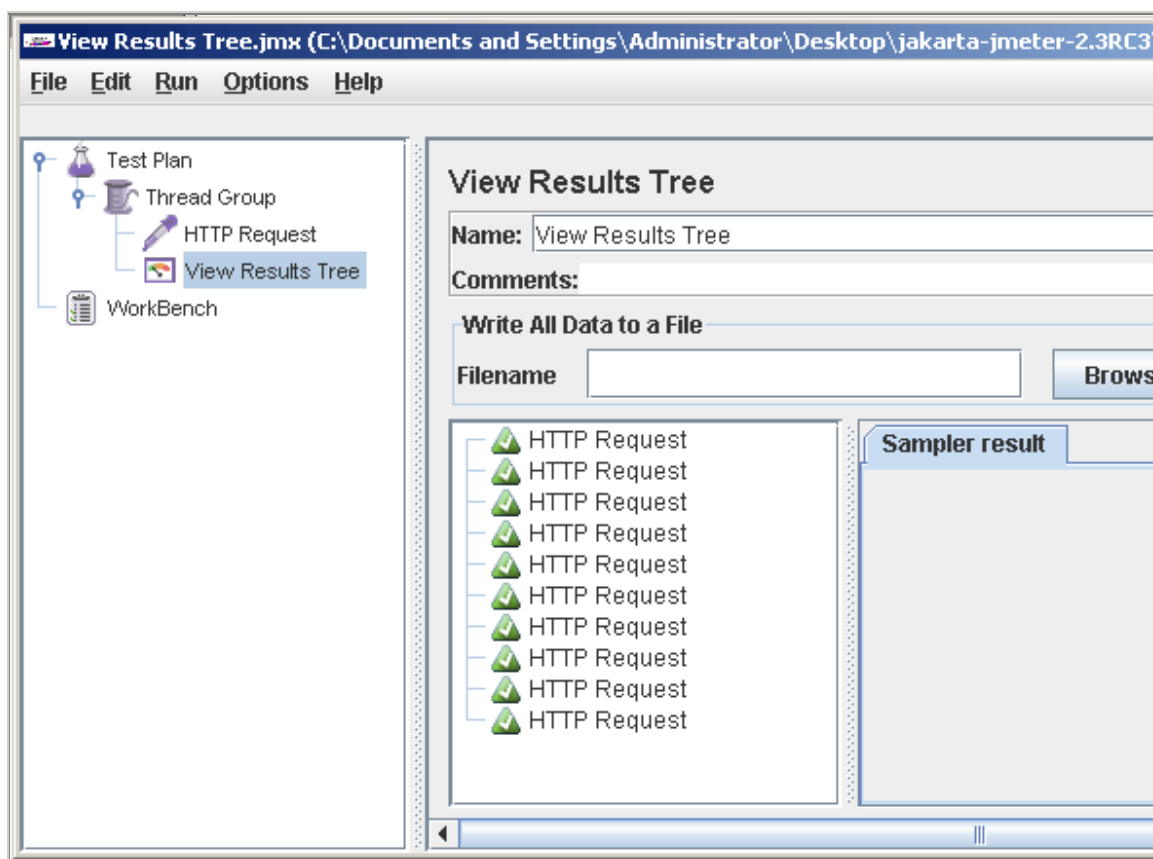 View Results Tree.jmx (C:\Documents and Settings\Administrator\Desktop\jakarta-jmeter-2.3RC3
File Edit Run Options Help
Test Plan
Thread Group
HTTP Request
View Results Tree
WorkBench
View Results Tree
Name: View Results Tree
Comments:
Write All Data to a File
Filename Brows
HTTP Request
HTTP Request
HTTP Request
HTTP Request
HTTP Request
HTTP Request
HTTP Request
HTTP Request
HTTP Request
HTTP Request
Sampler result